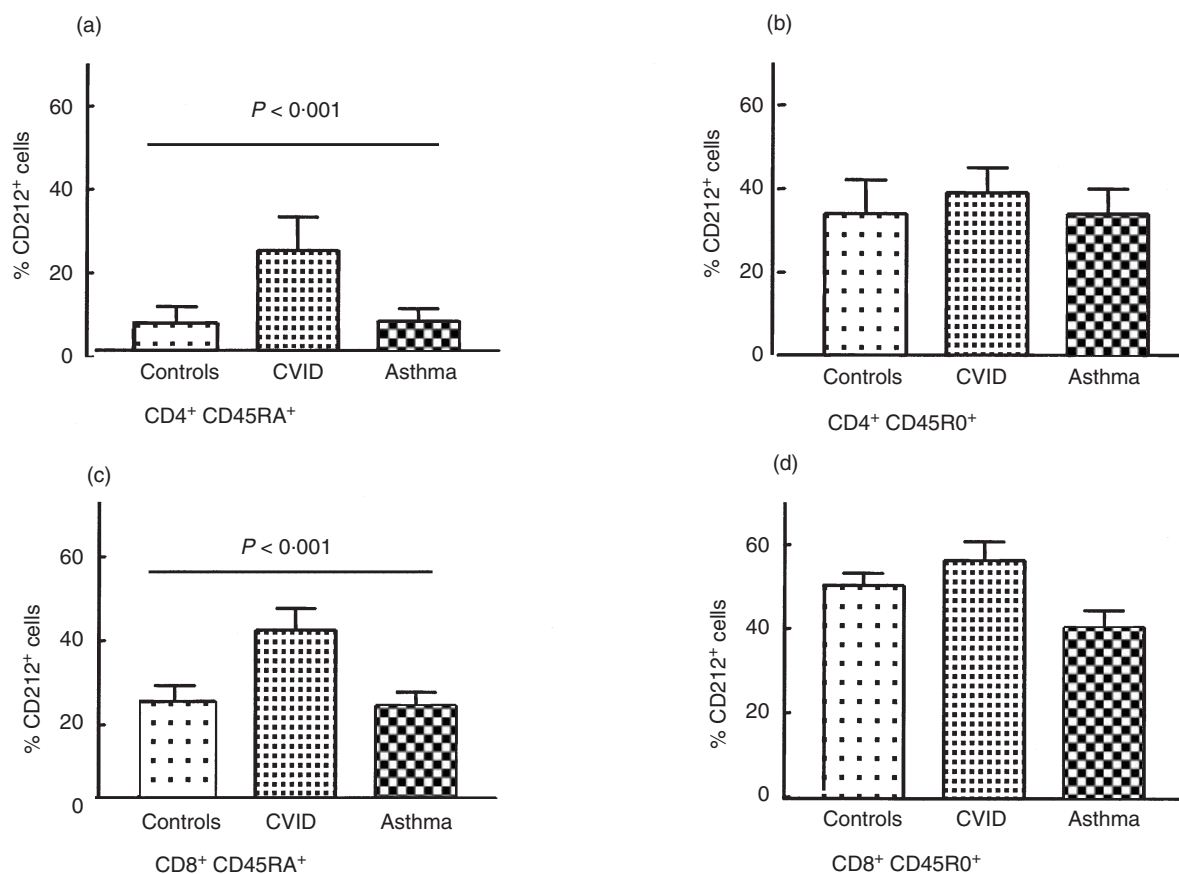 (a)
% CD212⁺ cells
60
40
20
0
P < 0·001
Controls CVID Asthma
CD4⁺ CD45RA⁺
(b)
% CD212⁺ cells
60
40
20
0
Controls CVID Asthma
CD4⁺ CD45R0⁺
(c)
% CD212⁺ cells
60
40
20
0
P < 0·001
Controls CVID Asthma
CD8⁺ CD45RA⁺
(d)
% CD212⁺ cells
60
40
20
0
Controls CVID Asthma
CD8⁺ CD45R0⁺